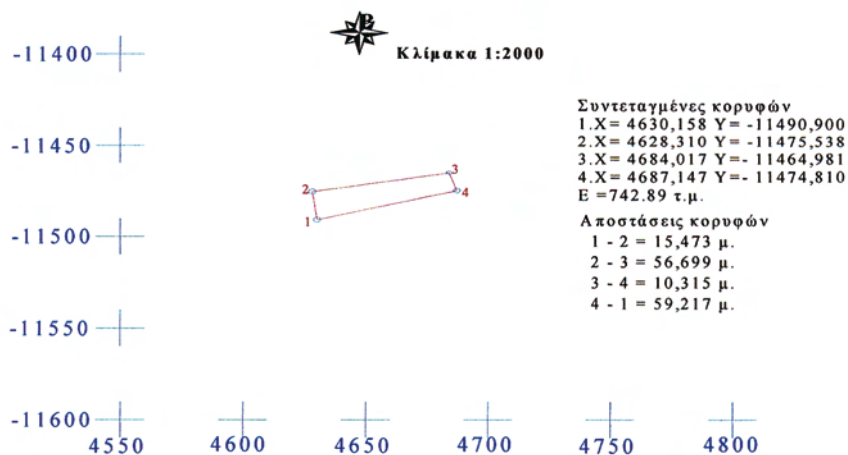 B
Κλίμακα 1:2000
-11400
-11450
-11500
-11550
-11600
4550 4600 4650 4700 4750 4800
2 3
1 4
Συντεταγμένες κορυφών
1.X= 4630,158 Y= -11490,900
2.X= 4628,310 Y= -11475,538
3.X= 4684,017 Y=- 11464,981
4.X= 4687,147 Y=- 11474,810
E =742.89 τ.μ.
Αποστάσεις κορυφών
1 - 2 = 15,473 μ.
2 - 3 = 56,699 μ.
3 - 4 = 10,315 μ.
4 - 1 = 59,217 μ.